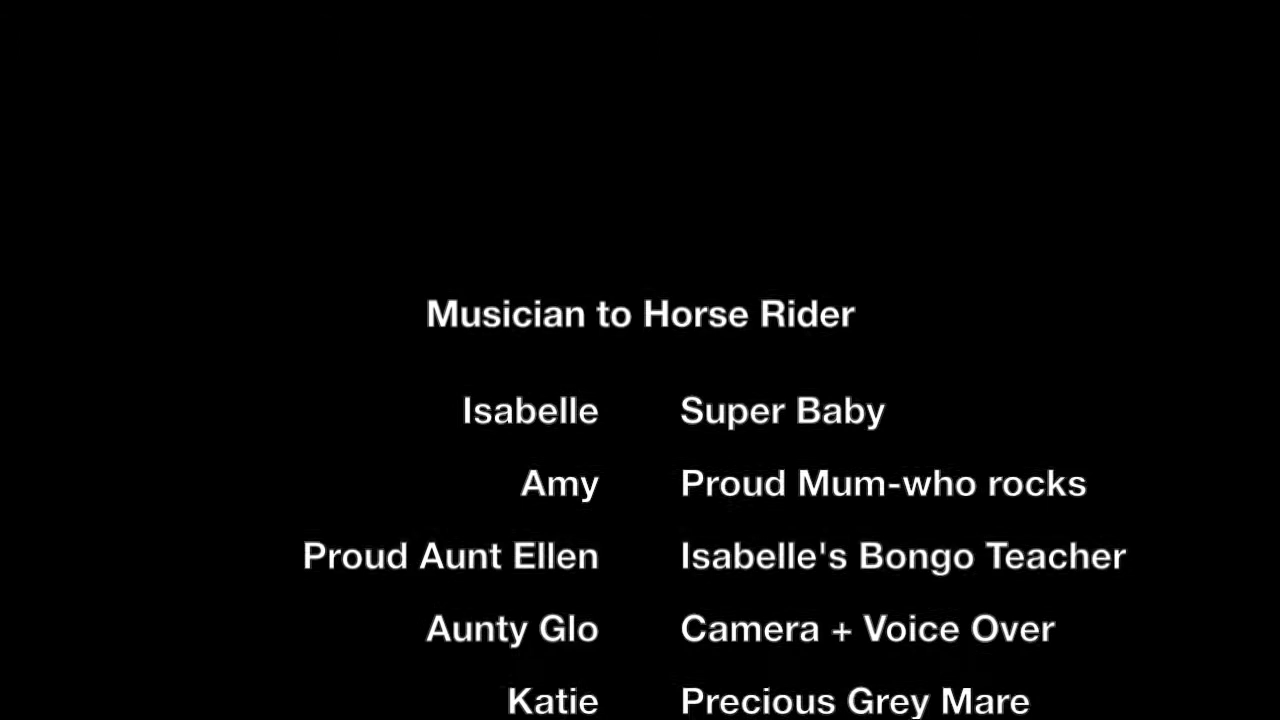 Musician to Horse Rider
Isabelle Super Baby
Amy Proud Mum-who rocks
Proud Aunt Ellen Isabelle's Bongo Teacher
Aunty Glo Camera + Voice Over
Katie Precious Grey Mare